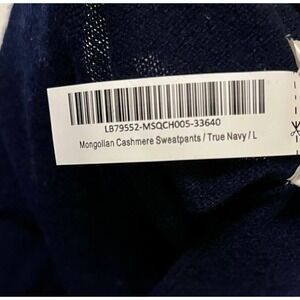 LB79552-MSQCH005-33640
Mongolian Cashmere Sweatpants / True Navy / L